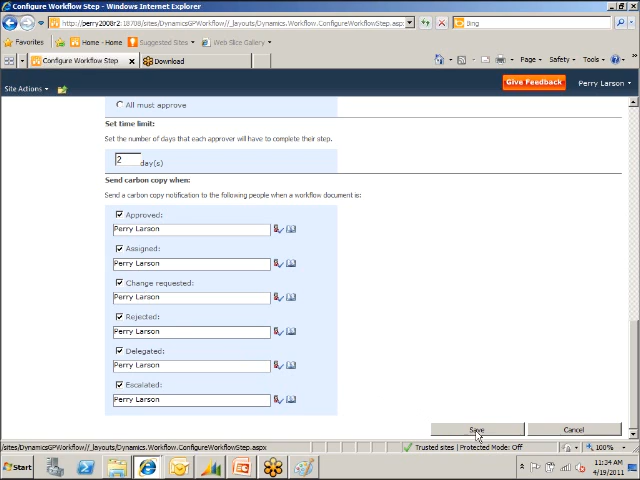 Configure Workflow Step - Windows Internet Explorer
http://perry2008r2:18708/sites/DynamicsGPWorkflow/_layouts/Dynamics.Workflow.ConfigureWorkflowStep.asp
Bing
Favorites
Home - Home
Suggested Sites
Web Slice Gallery
Configure Workflow Step
Download
Page
Safety
Tools
Site Actions
Give Feedback
Perry Larson
All must approve
Set time limit:
Set the number of days that each approver will have to complete their step.
2 day(s)
Send carbon copy when:
Send a carbon copy notification to the following people when a workflow document is:
Approved:
Perry Larson
Assigned:
Perry Larson
Change requested:
Perry Larson
Rejected:
Perry Larson
Delegated:
Perry Larson
Escalated:
Perry Larson
Save
Cancel
/sites/DynamicsGPWorkflow//_layouts/Dynamics.Workflow.ConfigureWorkflowStep.aspx
Trusted sites | Protected Mode: Off
100%
Start
11:34 AM
4/19/2011